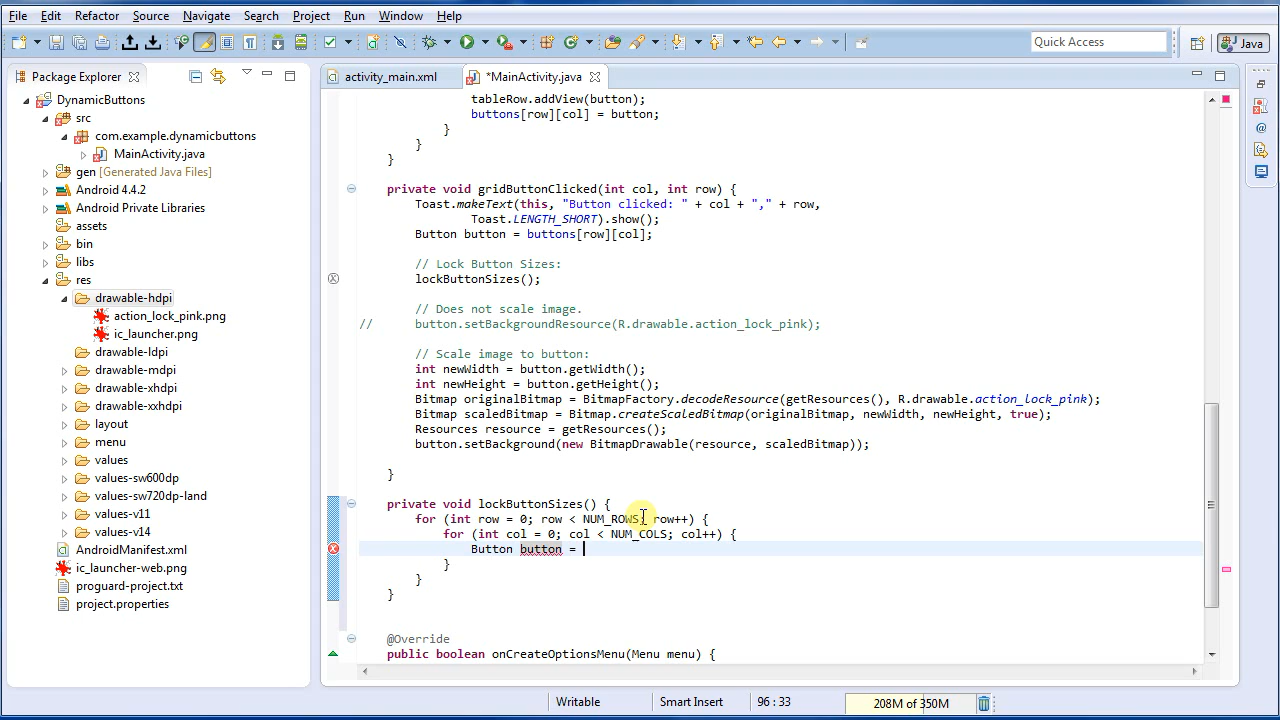 File Edit Refactor Source Navigate Search Project Run Window Help
Quick Access
Java
Package Explorer
activity_main.xml
*MainActivity.java
DynamicButtons
src
com.example.dynamicbuttons
MainActivity.java
gen [Generated Java Files]
Android 4.4.2
Android Private Libraries
assets
bin
libs
res
drawable-hdpi
action_lock_pink.png
ic_launcher.png
drawable-ldpi
drawable-mdpi
drawable-xhdpi
drawable-xxhdpi
layout
menu
values
values-sw600dp
values-sw720dp-land
values-v11
values-v14
AndroidManifest.xml
ic_launcher-web.png
proguard-project.txt
project.properties
tableRow.addView(button);
buttons[row][col] = button;
}
}
}
private void gridButtonClicked(int col, int row) {
Toast.makeText(this, "Button clicked: " + col + "," + row,
Toast.LENGTH_SHORT).show();
Button button = buttons[row][col];
// Lock Button Sizes:
lockButtonSizes();
// Does not scale image.
// button.setBackgroundResource(R.drawable.action_lock_pink);
// Scale image to button:
int newWidth = button.getWidth();
int newHeight = button.getHeight();
Bitmap originalBitmap = BitmapFactory.decodeResource(getResources(), R.drawable.action_lock_pink);
Bitmap scaledBitmap = Bitmap.createScaledBitmap(originalBitmap, newWidth, newHeight, true);
Resources resource = getResources();
button.setBackground(new BitmapDrawable(resource, scaledBitmap));
}
private void lockButtonSizes() {
for (int row = 0; row < NUM_ROWS; row++) {
for (int col = 0; col < NUM_COLS; col++) {
Button button =
}
}
}
@Override
public boolean onCreateOptionsMenu(Menu menu) {
Writable
Smart Insert
96 : 33
208M of 350M